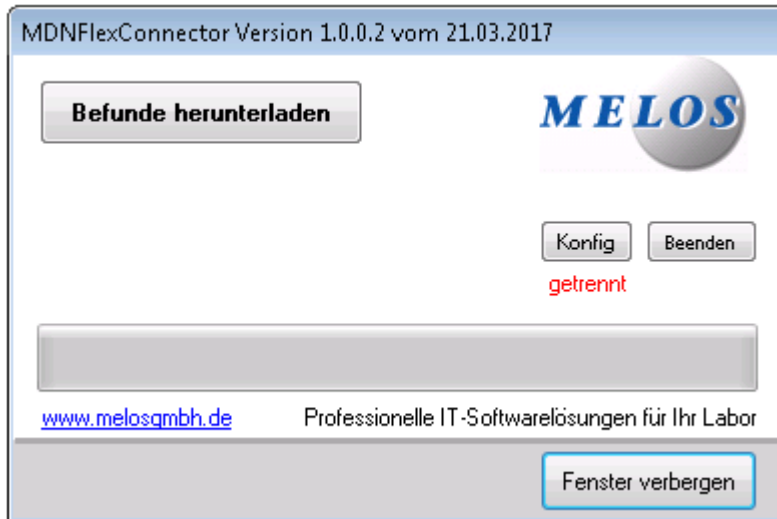 MDNFlexConnector Version 1.0.0.2 vom 21.03.2017
Befunde herunterladen
MELOS
Konfig
Beenden
getrennt
www.melosgmbh.de
Professionelle IT-Softwarelösungen für Ihr Labor
Fenster verbergen